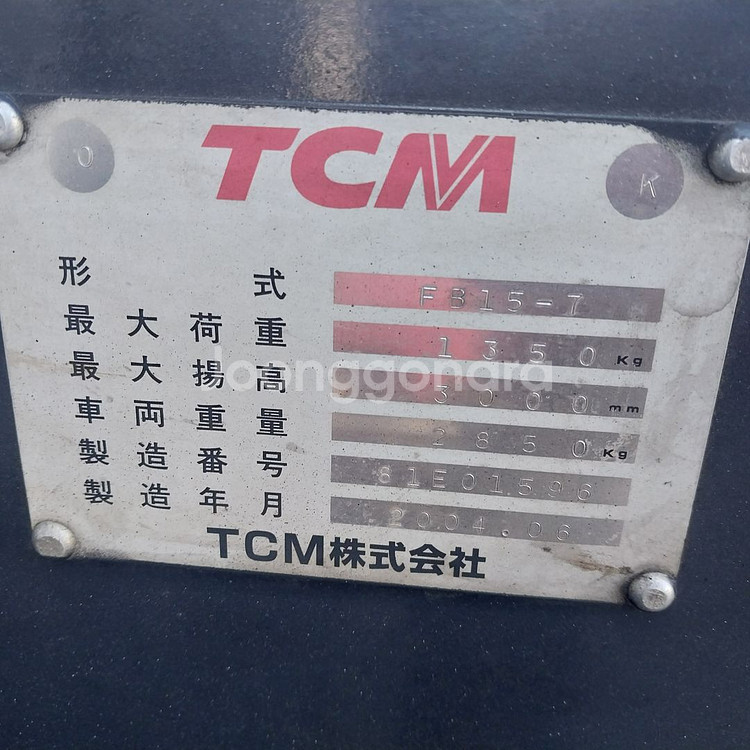 O TCM K
形式 FB15-7
最大荷重 1350 Kg
最大揚高 3000 mm
車両重量 2850 Kg
製造番号 81E01596
製造年月 2004.06
TCM株式会社